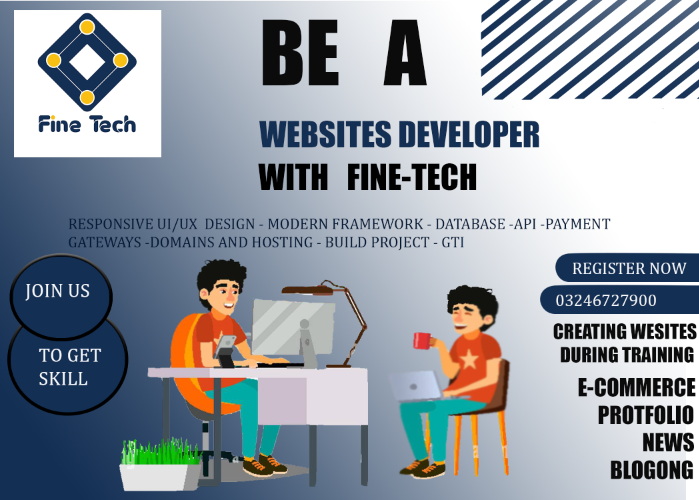 Fine Tech
BE A
WEBSITES DEVELOPER
WITH FINE-TECH
RESPONSIVE UI/UX DESIGN - MODERN FRAMEWORK - DATABASE -API -PAYMENT
GATEWAYS -DOMAINS AND HOSTING - BUILD PROJECT - GTI
JOIN US
TO GET
SKILL
REGISTER NOW
03246727900
CREATING WESITES
DURING TRAINING
E-COMMERCE
PROTFOLIO
NEWS
BLOGONG